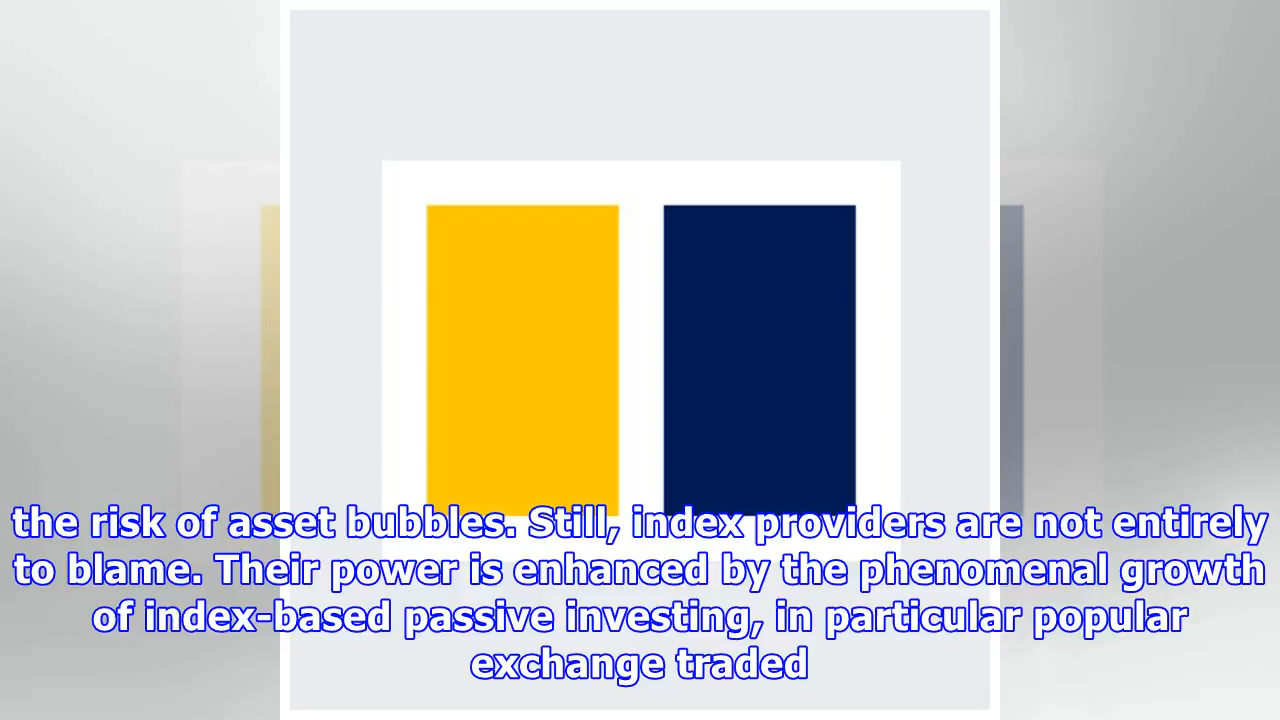 the risk of asset bubbles. Still, index providers are not entirely
to blame. Their power is enhanced by the phenomenal growth
of index-based passive investing, in particular popular
exchange traded